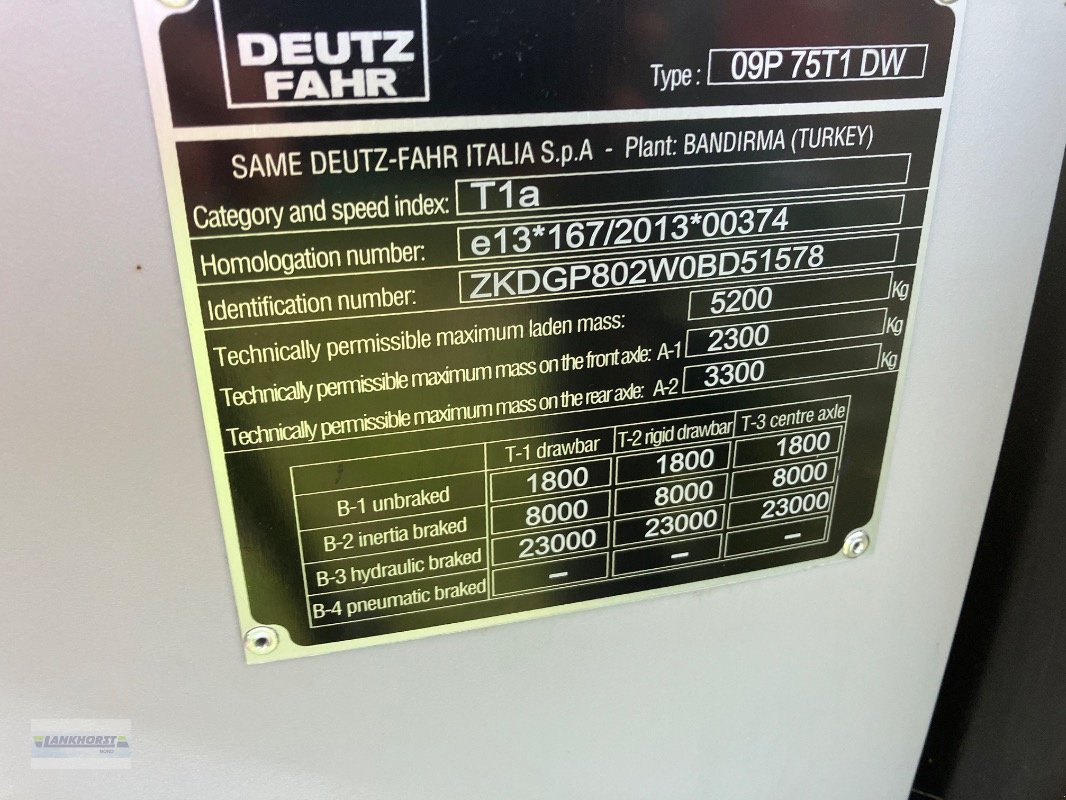 DEUTZ
FAHR
Type : 09P 75T1 DW
SAME DEUTZ-FAHR ITALIA S.p.A - Plant: BANDIRMA (TURKEY)
Category and speed index: T1a
Homologation number: e13*167/2013*00374
Identification number: ZKDGP802W0BD51578
Technically permissible maximum laden mass: 5200 Kg
Technically permissible maximum mass on the front axle: A-1 2300 Kg
Technically permissible maximum mass on the rear axle: A-2 3300 Kg
T-1 drawbar T-2 rigid drawbar T-3 centre axle
B-1 unbraked 1800 1800 1800
B-2 inertia braked 8000 8000 8000
B-3 hydraulic braked 23000 23000 23000
B-4 pneumatic braked – – –
LANKHORST
NORD